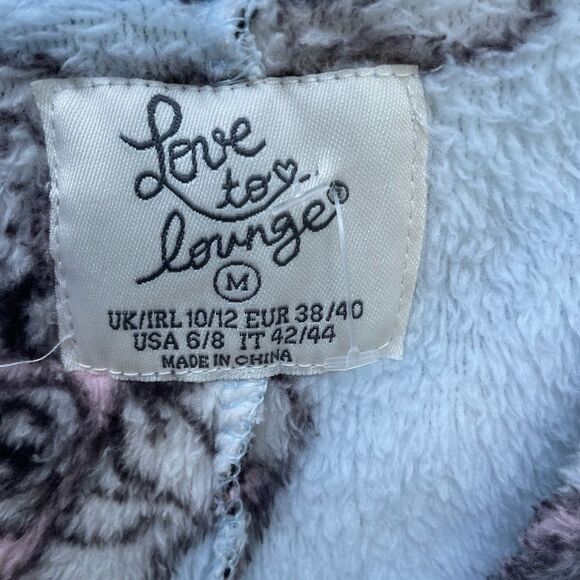 Love
to
lounge®
M
UK/IRL 10/12 EUR 38/40
USA 6/8 IT 42/44
MADE IN CHINA